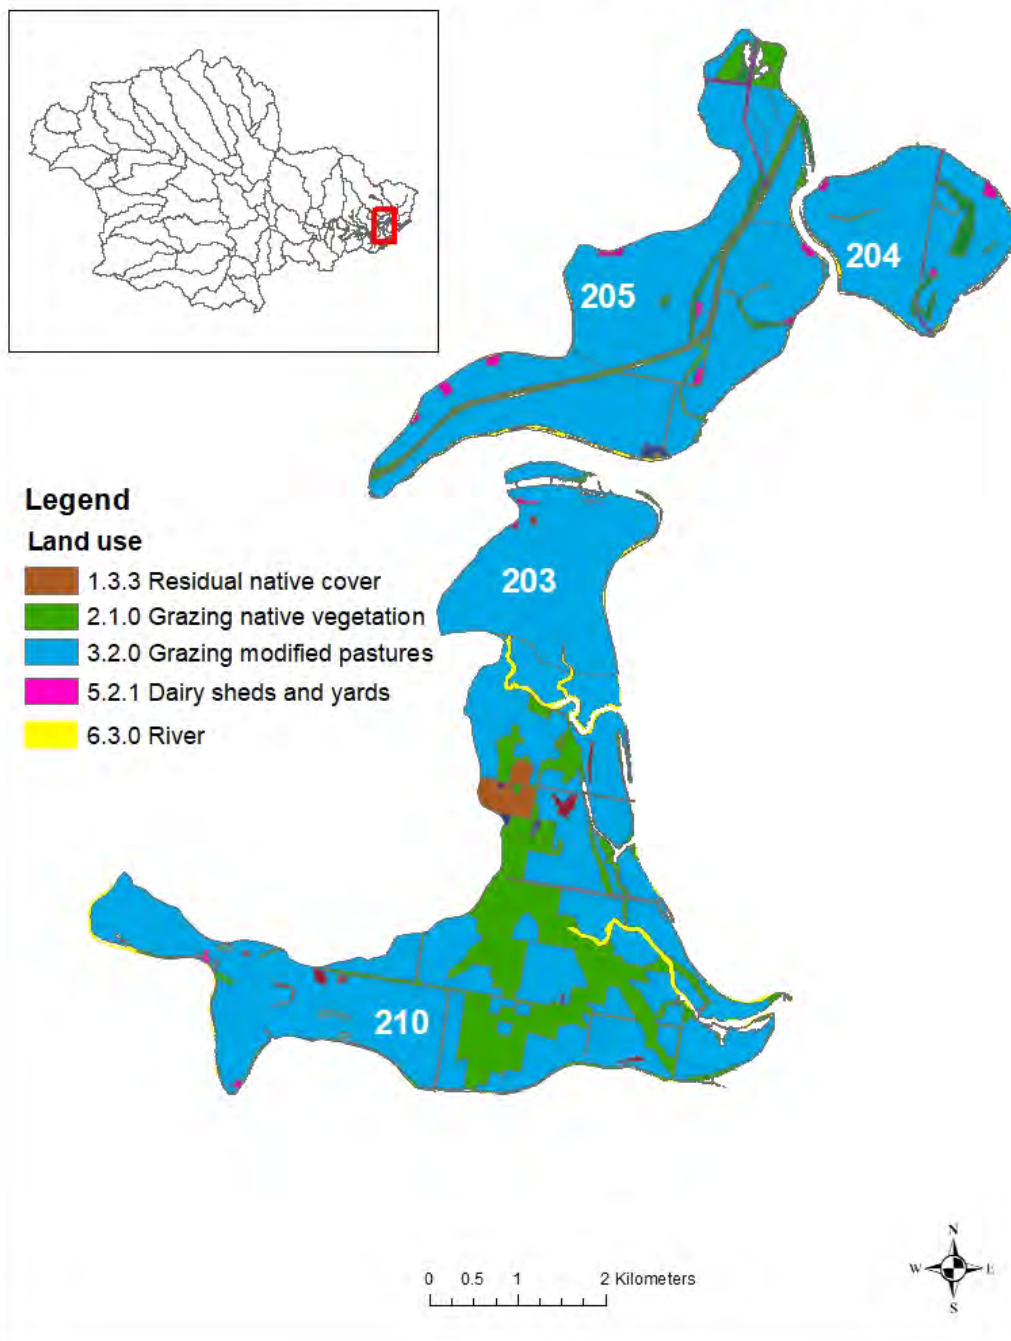 205
204
203
Legend
Land use
1.3.3 Residual native cover
2.1.0 Grazing native vegetation
3.2.0 Grazing modified pastures
5.2.1 Dairy sheds and yards
6.3.0 River
210
N
W E
S
0 0.5 1 2 Kilometers